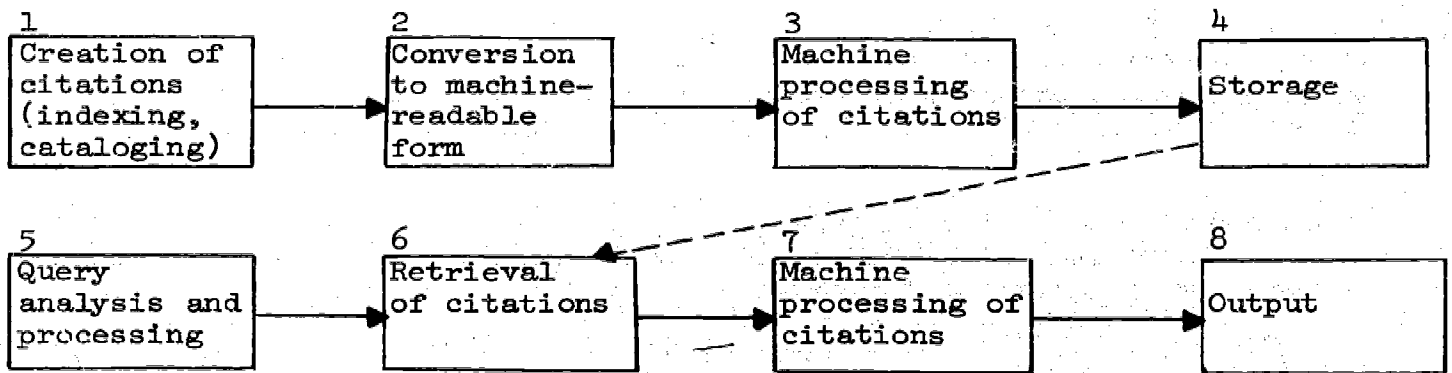 1
Creation of
citations
(indexing,
cataloging)
2
Conversion
to machine-
readable
form
3
Machine
processing
of citations
4
Storage
5
Query
analysis and
processing
6
Retrieval
of citations
7
Machine
processing of
citations
8
Output